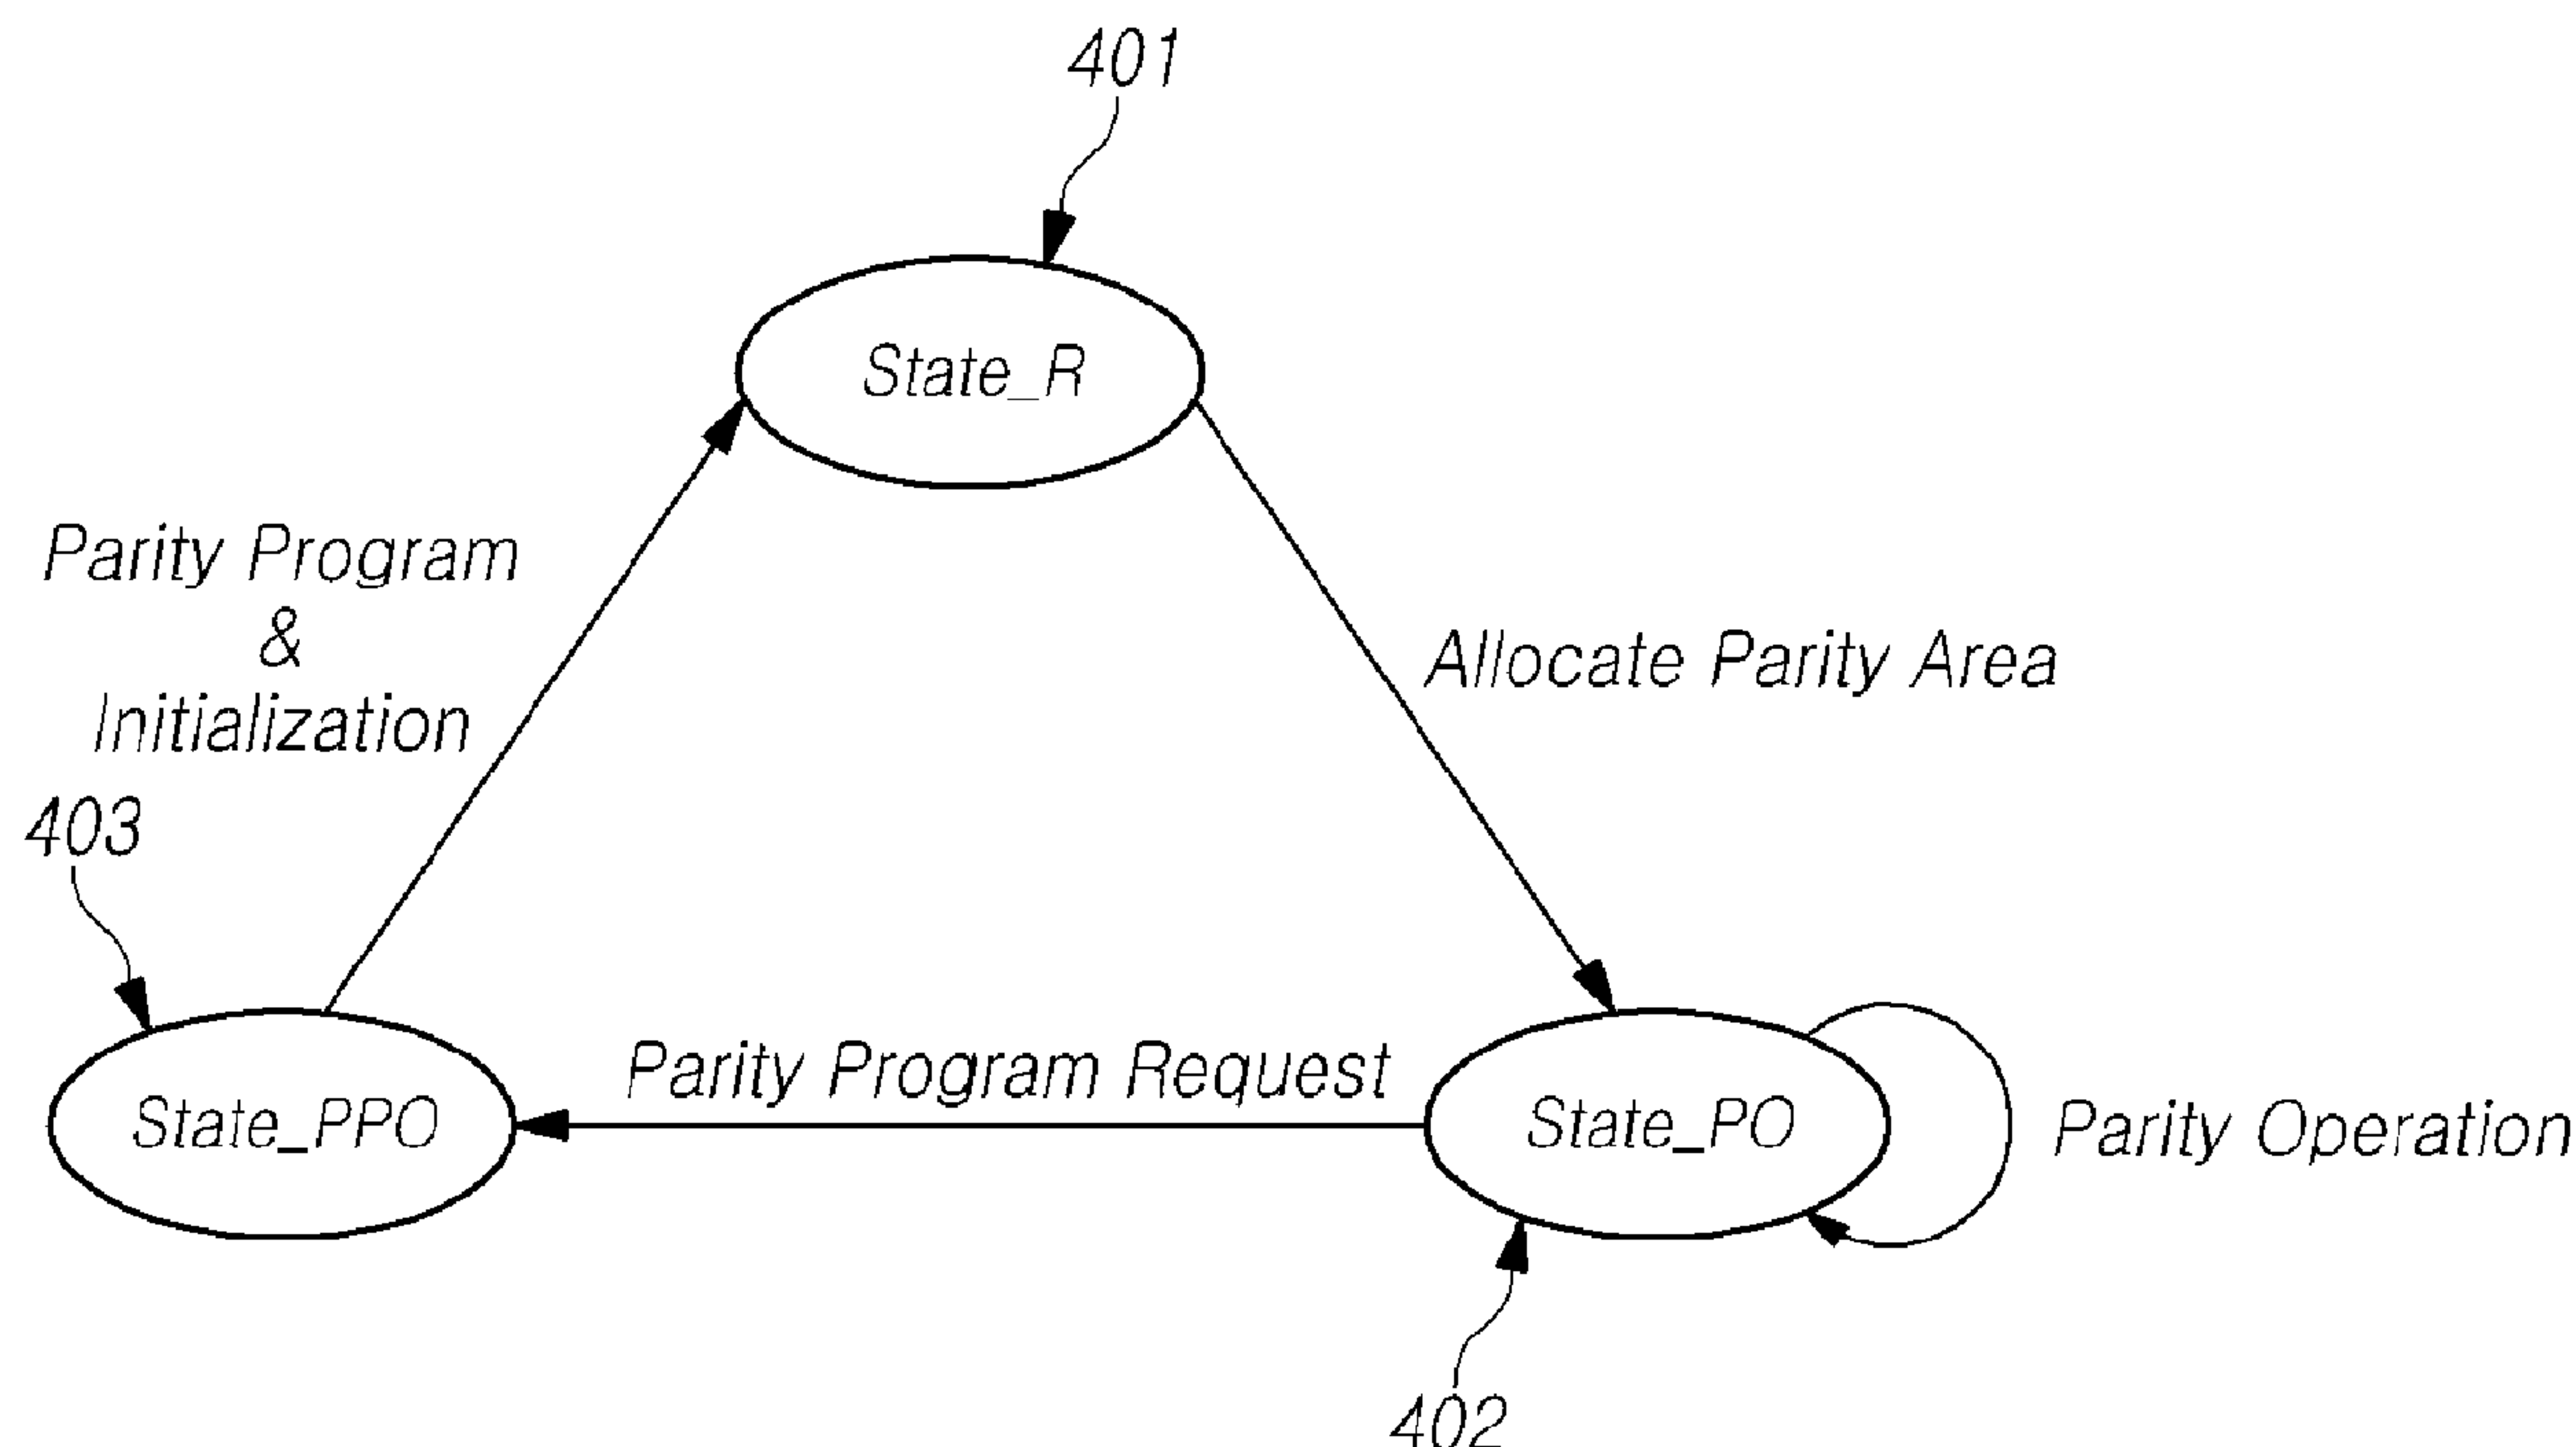 401
State_R
Parity Program
&
Initialization
Allocate Parity Area
403
Parity Program Request
State_PPO
State_PO
Parity Operation
402